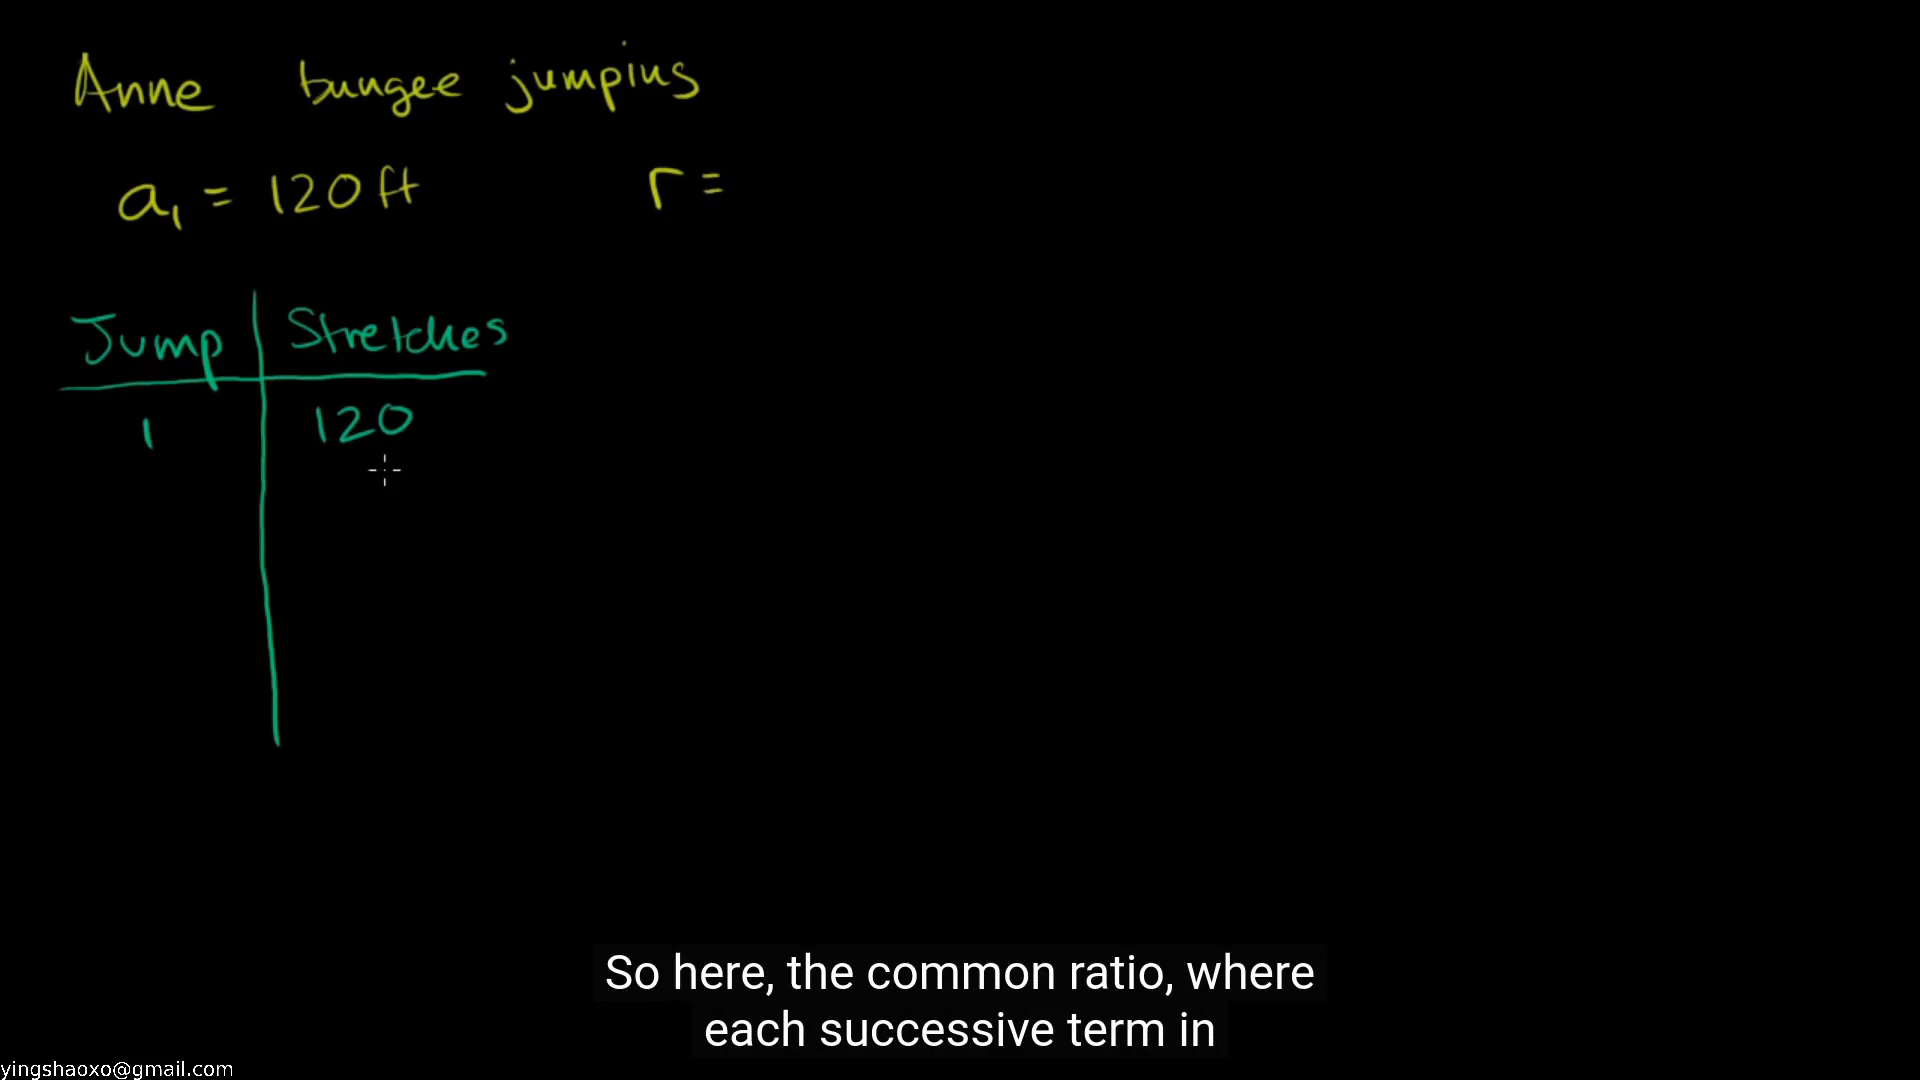 Anne bungee jumping
a₁ = 120 ft r =
Jump Stretches
1 120
So here, the common ratio, where
each successive term in
yingshaoxo@gmail.com